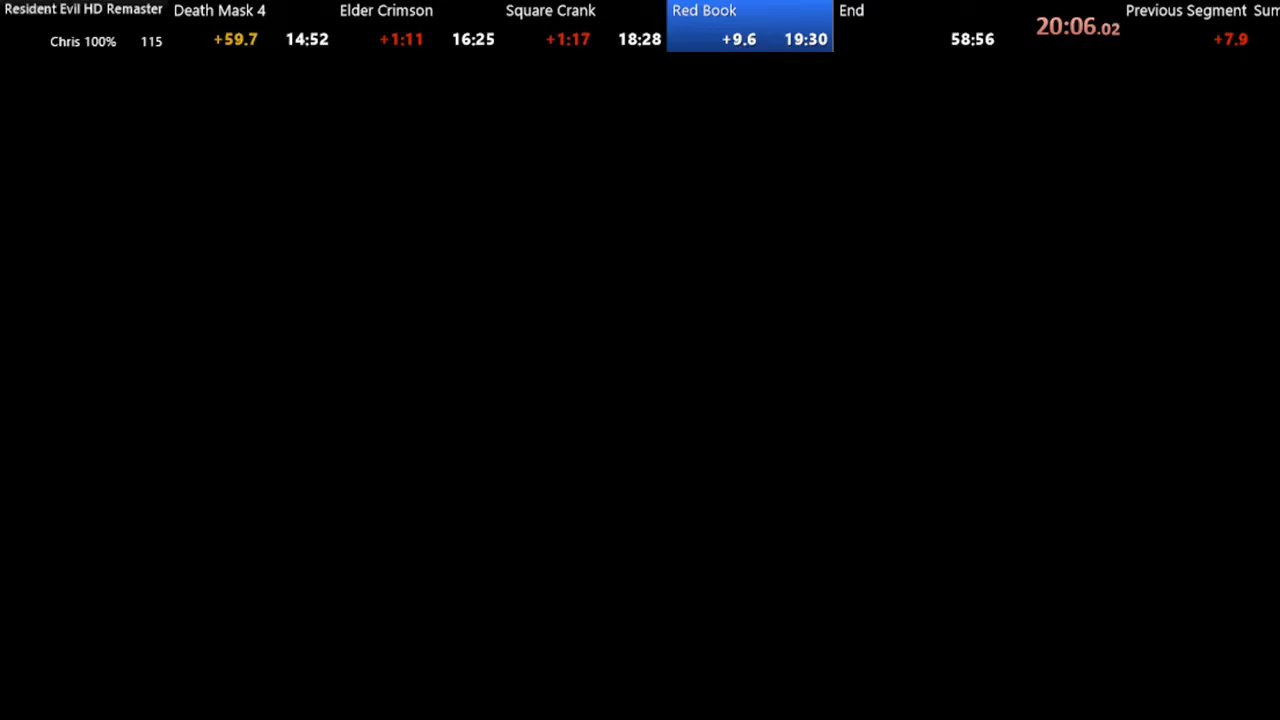 Resident Evil HD Remaster
Chris 100% 115
Death Mask 4
+59.7 14:52
Elder Crimson
+1:11 16:25
Square Crank
+1:17 18:28
Red Book
+9.6 19:30
End
58:56
20:06.02
Previous Segment
+7.9
Sum